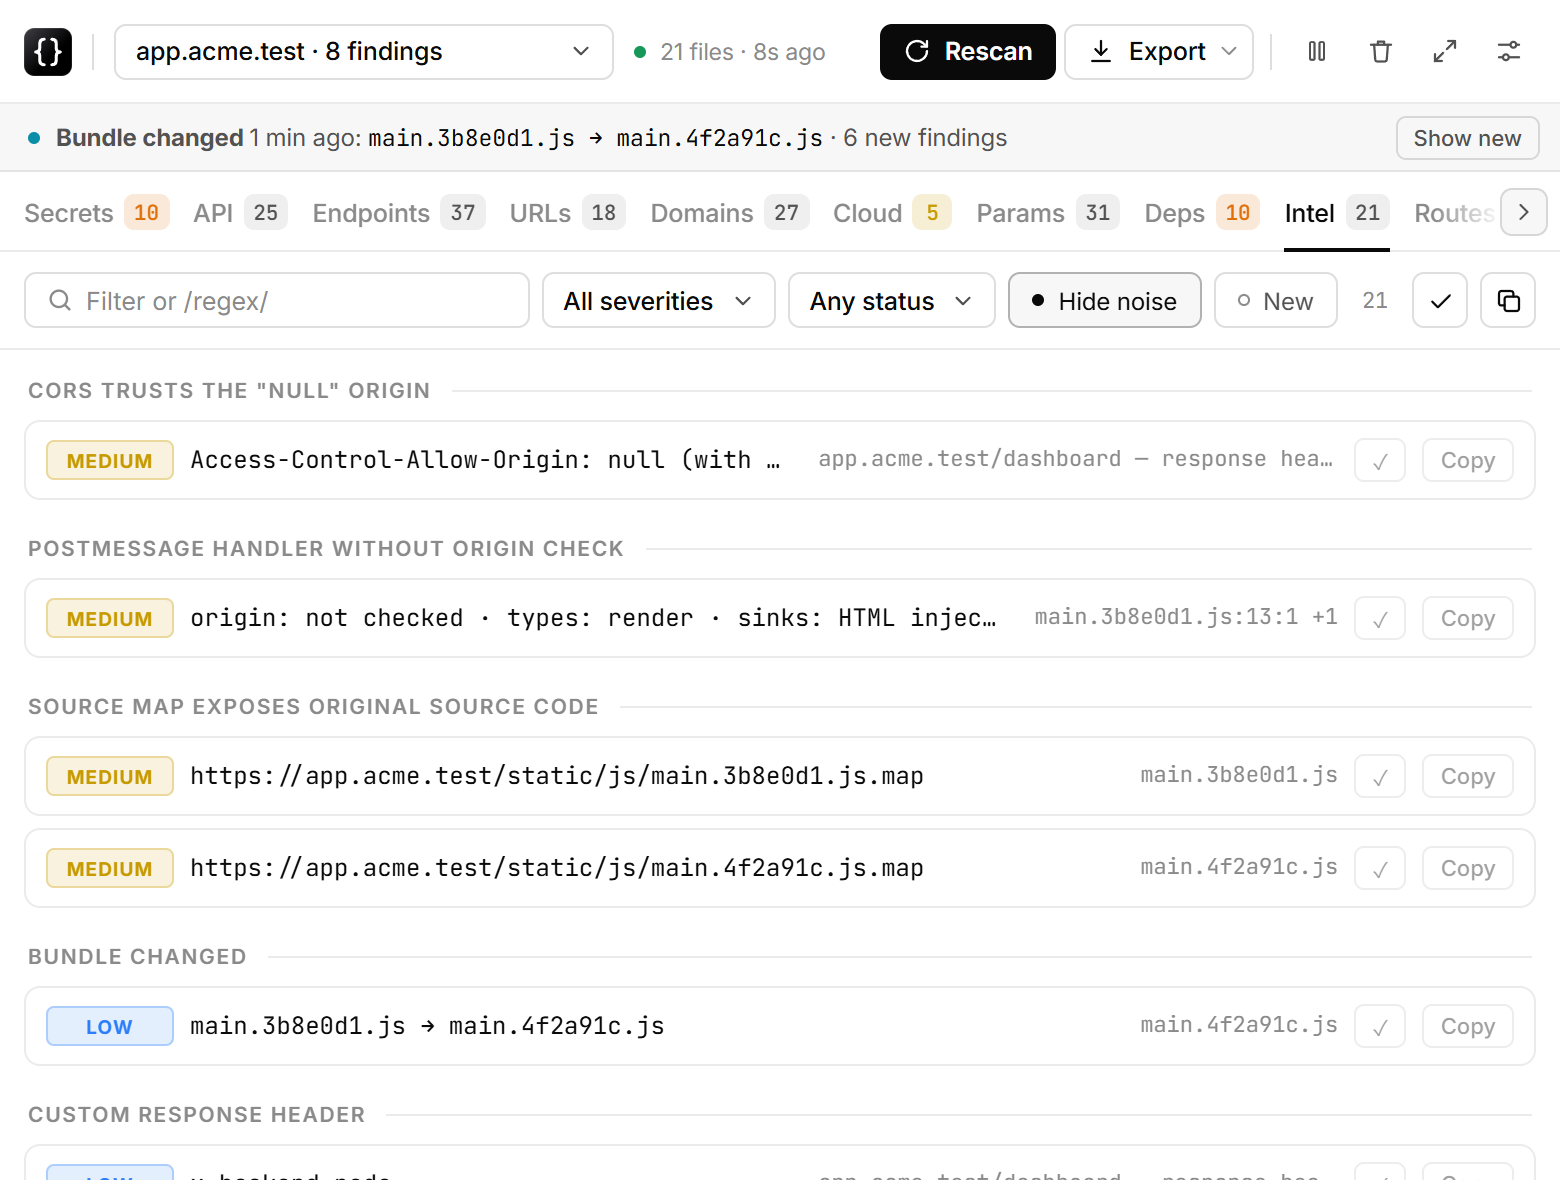 {} app.acme.test · 8 findings 21 files · 8s ago Rescan Export
Bundle changed 1 min ago: main.3b8e0d1.js → main.4f2a91c.js · 6 new findings Show new
Secrets 10 API 25 Endpoints 37 URLs 18 Domains 27 Cloud 5 Params 31 Deps 10 Intel 21 Routes
Filter or /regex/ All severities Any status Hide noise New 21
CORS TRUSTS THE "NULL" ORIGIN
MEDIUM Access-Control-Allow-Origin: null (with … app.acme.test/dashboard — response hea… ✓ Copy
POSTMESSAGE HANDLER WITHOUT ORIGIN CHECK
MEDIUM origin: not checked · types: render · sinks: HTML injec… main.3b8e0d1.js:13:1 +1 ✓ Copy
SOURCE MAP EXPOSES ORIGINAL SOURCE CODE
MEDIUM https://app.acme.test/static/js/main.3b8e0d1.js.map main.3b8e0d1.js ✓ Copy
MEDIUM https://app.acme.test/static/js/main.4f2a91c.js.map main.4f2a91c.js ✓ Copy
BUNDLE CHANGED
LOW main.3b8e0d1.js → main.4f2a91c.js main.4f2a91c.js ✓ Copy
CUSTOM RESPONSE HEADER